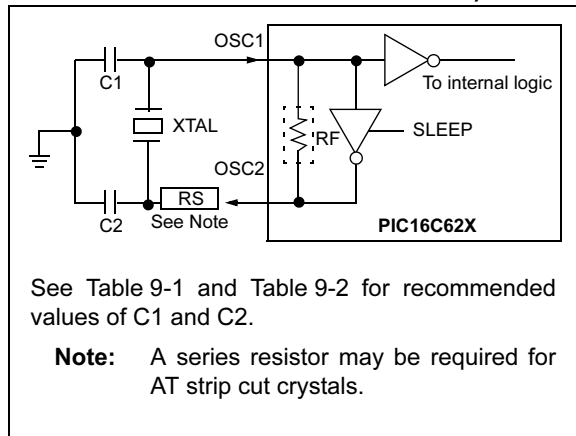 OSC1
C1
To internal logic
XTAL
RF
SLEEP
OSC2
RS
C2
See Note
PIC16C62X
See Table 9-1 and Table 9-2 for recommended
values of C1 and C2.
Note: A series resistor may be required for
AT strip cut crystals.